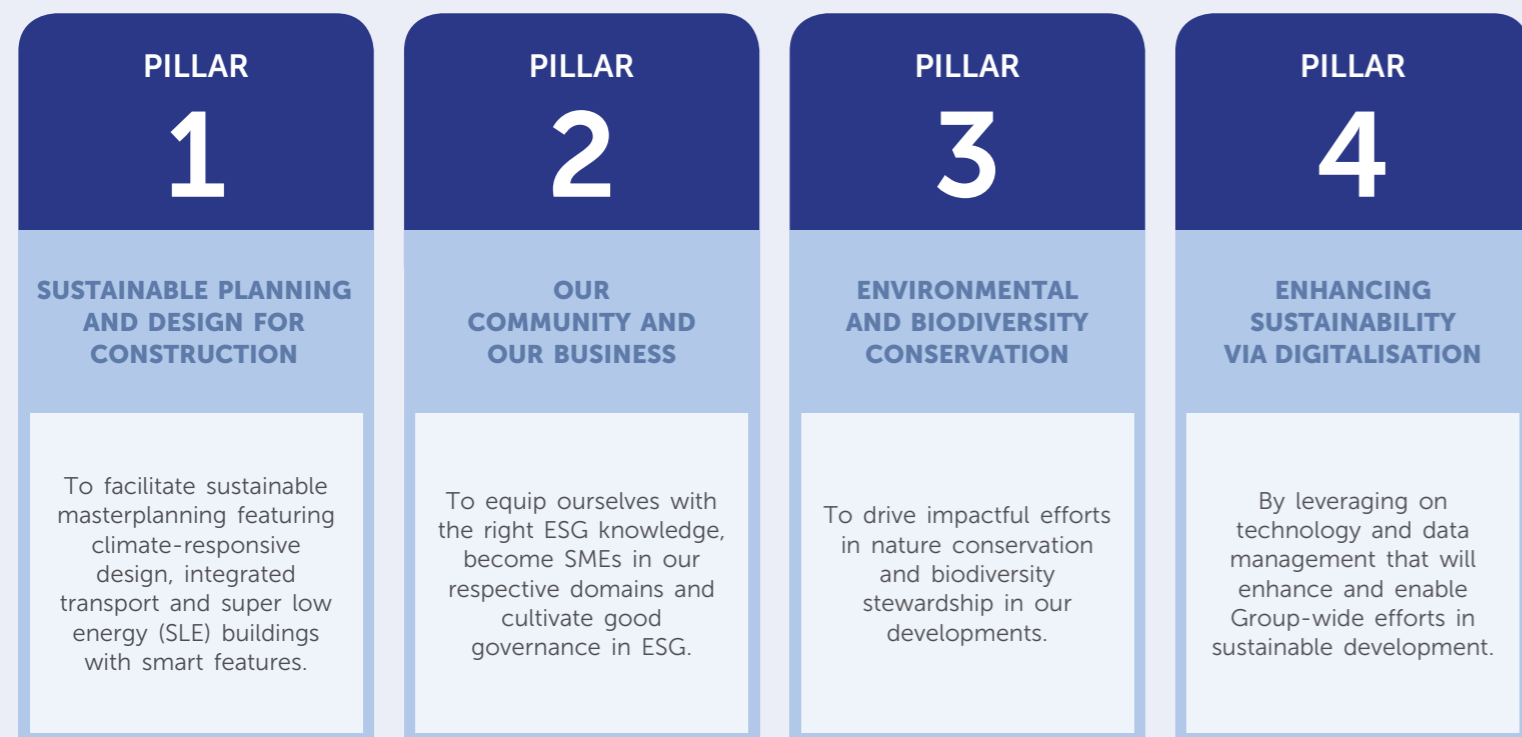 PILLAR
1
SUSTAINABLE PLANNING
AND DESIGN FOR
CONSTRUCTION
To facilitate sustainable
masterplanning featuring
climate-responsive
design, integrated
transport and super low
energy (SLE) buildings
with smart features.
PILLAR
2
OUR
COMMUNITY AND
OUR BUSINESS
To equip ourselves with
the right ESG knowledge,
become SMEs in our
respective domains and
cultivate good
governance in ESG.
PILLAR
3
ENVIRONMENTAL
AND BIODIVERSITY
CONSERVATION
To drive impactful efforts
in nature conservation
and biodiversity
stewardship in our
developments.
PILLAR
4
ENHANCING
SUSTAINABILITY
VIA DIGITALISATION
By leveraging on
technology and data
management that will
enhance and enable
Group-wide efforts in
sustainable development.